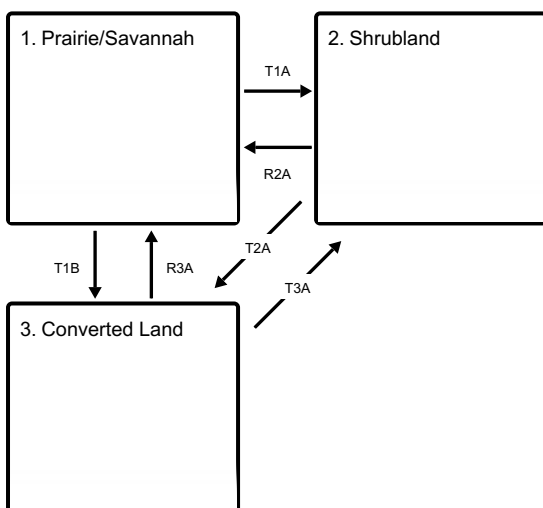 1. Prairie/Savannah
2. Shrubland
T1A
R2A
T2A
T1B
R3A
T3A
3. Converted Land